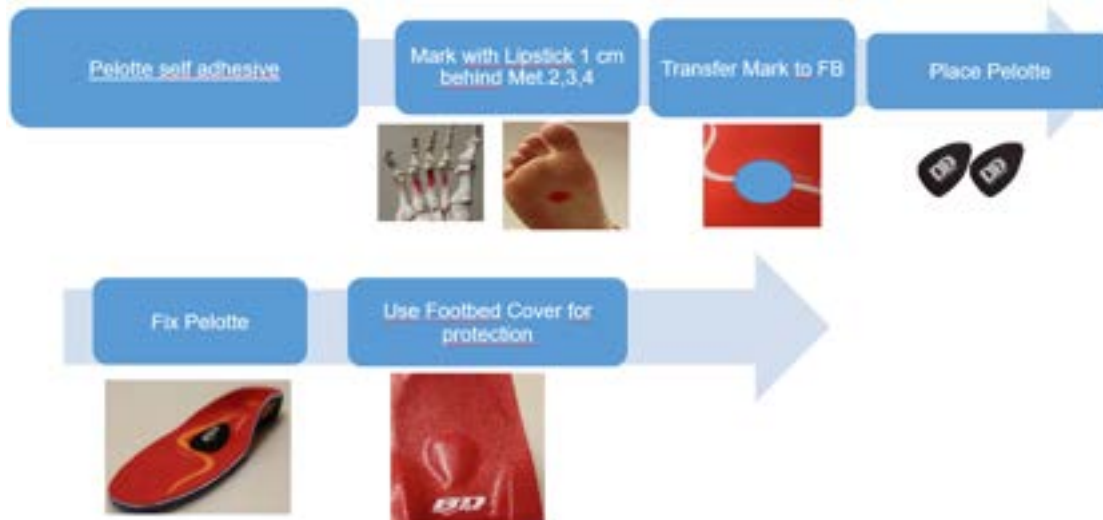 Pelotte self adhesive
Mark with Lipstick 1 cm
behind Met.2,3,4
Transfer Mark to FB
Place Pelotte
Fix Pelotte
Use Footbed Cover for
protection
BD